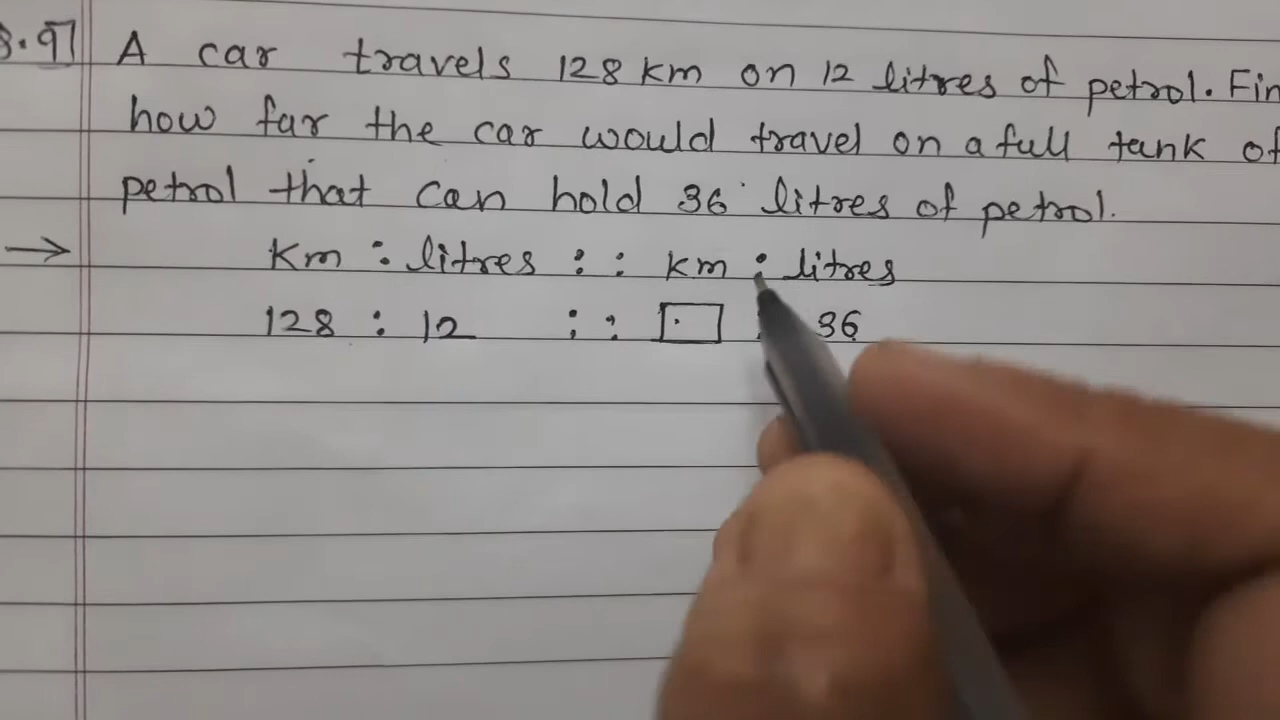 A car travels 128 km on 12 litres of petrol. Fin
how far the car would travel on a full tank of
petrol that can hold 36 litres of petrol.
→ Km : litres : : km : litres
128 : 12 : : : 36